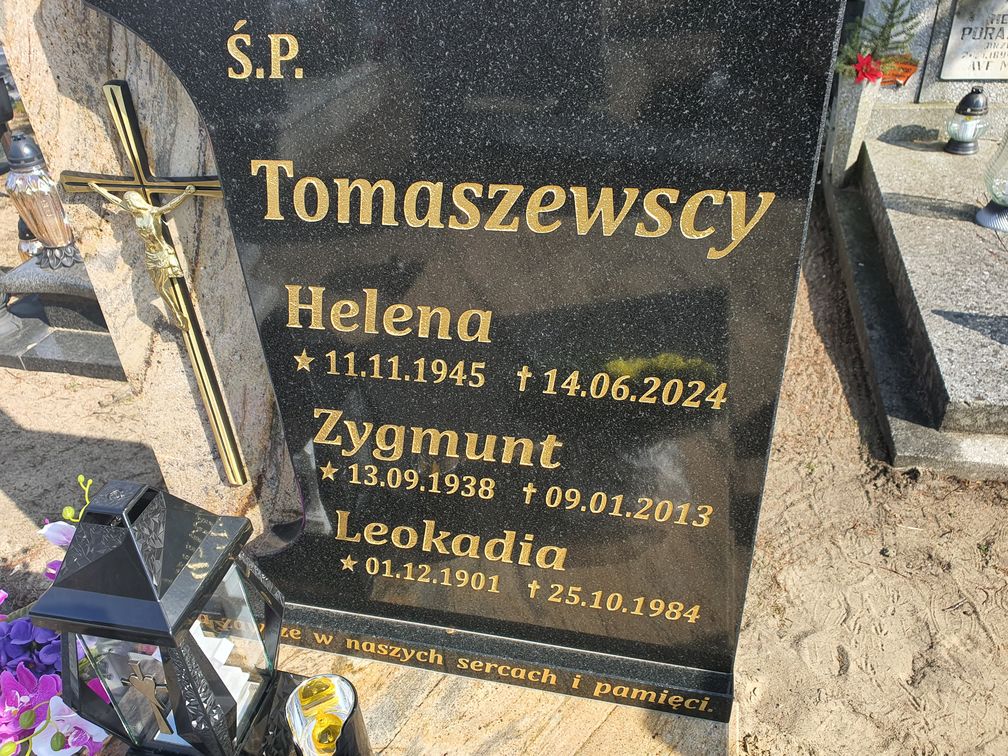 Ś.P.
Tomaszewscy
Helena
★ 11.11.1945 ✝ 14.06.2024
Zygmunt
★ 13.09.1938 ✝ 09.01.2013
Leokadia
★ 01.12.1901 ✝ 25.10.1984
w naszych sercach i pamięci.